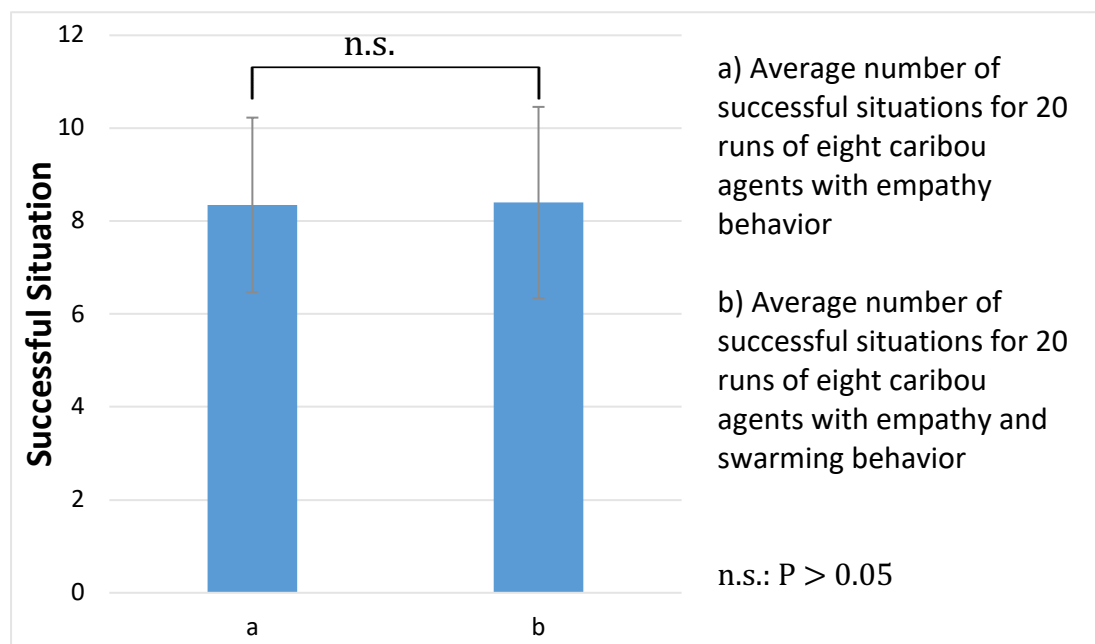 12
n.s.
10
8
6
4
2
0
Successful Situation
a
b
a) Average number of
successful situations for 20
runs of eight caribou
agents with empathy
behavior
b) Average number of
successful situations for 20
runs of eight caribou
agents with empathy and
swarming behavior
n.s.: P > 0.05